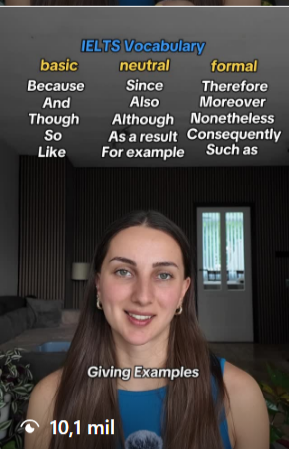 IELTS Vocabulary
basic neutral formal
Because Since Therefore
And Also Moreover
Though Although Nonetheless
So As a result Consequently
Like For example Such as
Giving Examples
10,1 mil